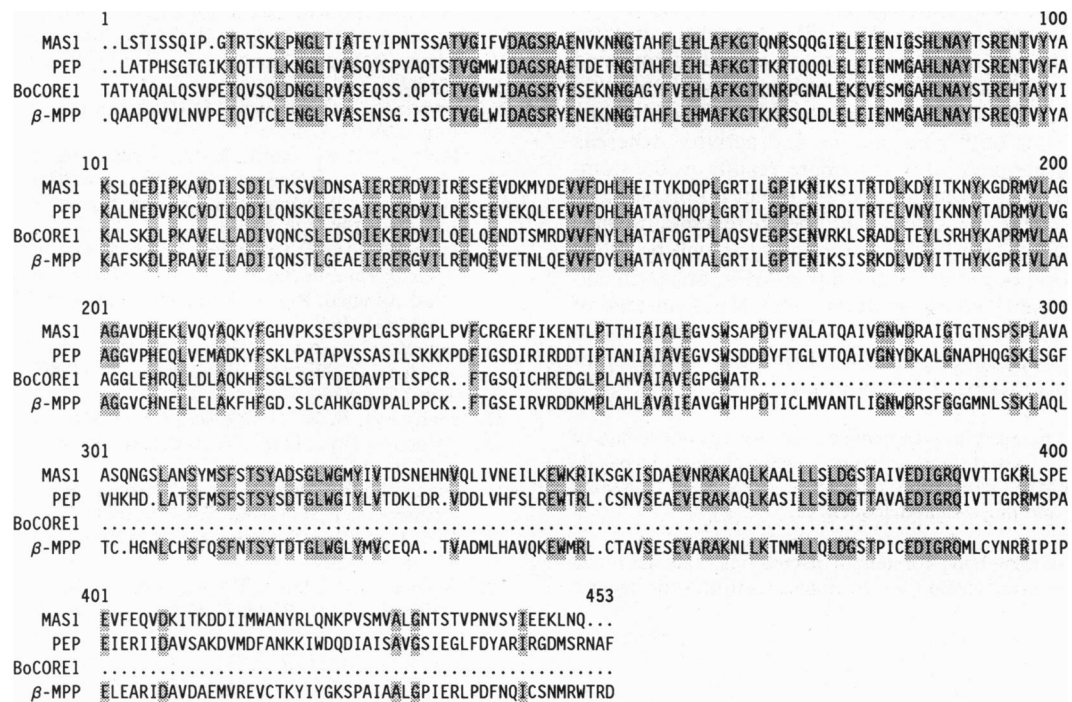 1 100
MAS1 ..LSTISSQIP.GTRTSKLPNGLTIATEYIPNTSSATVGIFVDAGSRAENVKNNGTAHFLEHLAFKGTQNRSQQGIELEIENIGSHLNAYTSRENTVYYA
PEP ..LATPHSGTGIKTQTTTLKNGLTVASQYSPYAQTSTVGMWIDAGSRAETDETNGTAHFLEHLAFKGTTKRTQQQLELEIENMGAHLNAYTSRENTVYFA
BoCORE1 TATYAQALQSVPETQVSQLDNGLRVASEQSS.QPTCTVGVWIDAGSRYESEKNNGAGYFVEHLAFKGTKNRPGNALEKEVESMGAHLNAYSTREHTAYYI
β-MPP .QAAPQVVLNVPETQVTCLENGLRVASENSG.ISTCTVGLWIDAGSRYENEKNNGTAHFLEHMAFKGTKKRSQLDLELEIENMGAHLNAYTSREQTVYYA
101 200
MAS1 KSLQEDIPKAVDILSDILTKSVLDNSAIERERDVIIRESEEVDKMYDEVVFDHLHEITYKDQPLGRTILGPIKNIKSITRTDLKDYITKNYKGDRMVLAG
PEP KALNEDVPKCVDILQDILQNSKLEESAIERERDVILRESEEVEKQLEEVVFDHLHATAYQHQPLGRTILGPRENIRDITRTELVNYIKNNYTADRMVLVG
BoCORE1 KALSKDLPKAVELLADIVQNCSLEDSQIEKERDVILQELQENDTSMRDVVFNYLHATAFQGTPLAQSVEGPSENVRKLSRADLTEYLSRHYKAPRMVLAA
β-MPP KAFSKDLPRAVEILADIIQNSTLGEAEIERERGVILREMQEVETNLQEVVFDYLHATAYQNTALGRTILGPTENIKSISRKDLVDYITTHYKGPRIVLAA
201 300
MAS1 AGAVDHEKLVQYAQKYFGHVPKSESPVPLGSPRGPLPVFCRGERFIKENTLPTTHIAIALEGVSWSAPDYFVALATQAIVGNWDRAIGTGTNSPSPLAVA
PEP AGGVPHEQLVEMADKYFSKLPATAPVSSASILSKKKPDFIGSDIRIRDDTIPTANIAIAVEGVSWSDDDYFTGLVTQAIVGNYDKALGNAPHQGSKLSGF
BoCORE1 AGGLEHRQLLDLAQKHFSGLSGTYDEDAVPTLSPCR..FTGSQICHREDGLPLAHVAIAVEGPGWATR................................
β-MPP AGGVCHNELLELAKFHFGD.SLCAHKGDVPALPPCK..FTGSEIRVRDDKMPLAHLAVAIEAVGWTHPDTICLMVANTLIGNWDRSFGGGMNLSSKLAQL
301 400
MAS1 ASQNGSLANSYMSFSTSYADSGLWGMYIVTDSNEHNVQLIVNEILKEWKRIKSGKISDAEVNRAKAQLKAALLLSLDGSTAIVEDIGRQVVTTGKRLSPE
PEP VHKHD.LATSFMSFSTSYSDTGLWGIYLVTDKLDR.VDDLVHFSLREWTRL.CSNVSEAEVERAKAQLKASILLSLDGTTAVAEDIGRQIVTTGRRMSPA
BoCORE1 ....................................................................................................
β-MPP TC.HGNLCHSFQSFNTSYTDTGLWGLYMVCEQA..TVADMLHAVQKEWMRL.CTAVSESEVARAKNLLKTNMLLQLDGSTPICEDIGRQMLCYNRRIPIP
401 453
MAS1 EVFEQVDKITKDDIIMWANYRLQNKPVSMVALGNTSTVPNVSYIEEKLNQ...
PEP EIERIIDAVSAKDVMDFANKKIWDQDIAISAVGSIEGLFDYARIRGDMSRNAF
BoCORE1 .....................................................
β-MPP ELEARIDAVDAEMVREVCTKYIYGKSPAIAALGPIERLPDFNQICSNMRWTRD